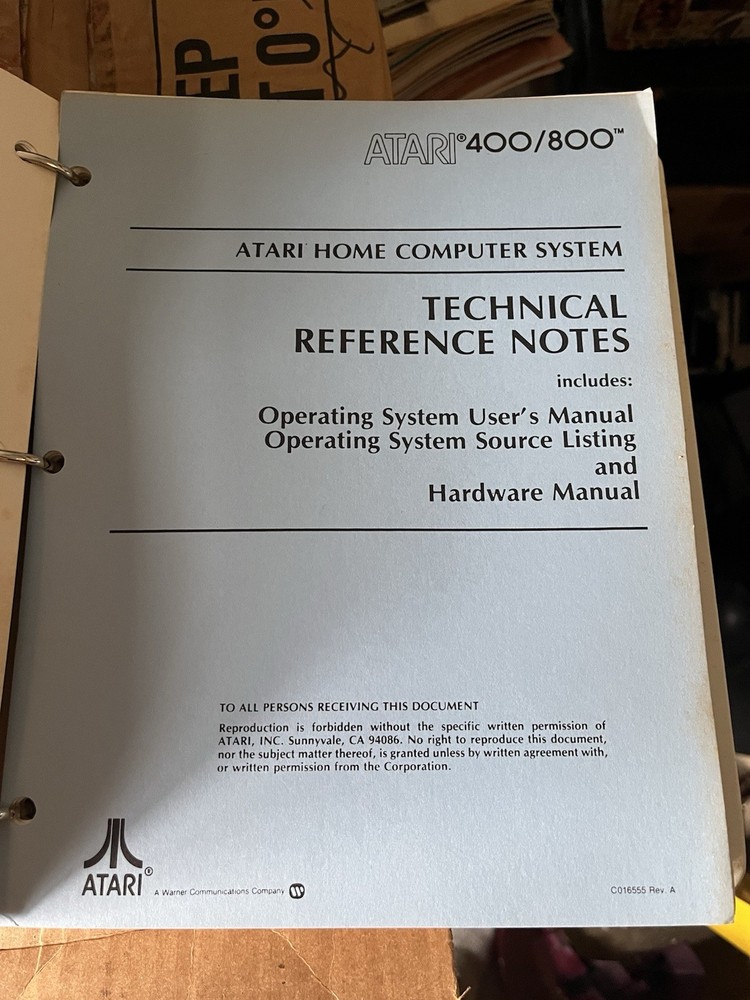 EP
TO°
ATARI®400/800™
ATARI HOME COMPUTER SYSTEM
TECHNICAL
REFERENCE NOTES
includes:
Operating System User's Manual
Operating System Source Listing
and
Hardware Manual
TO ALL PERSONS RECEIVING THIS DOCUMENT
Reproduction is forbidden without the specific written permission of
ATARI, INC. Sunnyvale, CA 94086. No right to reproduce this document,
nor the subject matter thereof, is granted unless by written agreement with,
or written permission from the Corporation.
ATARI®
A Warner Communications Company
C016555 Rev. A